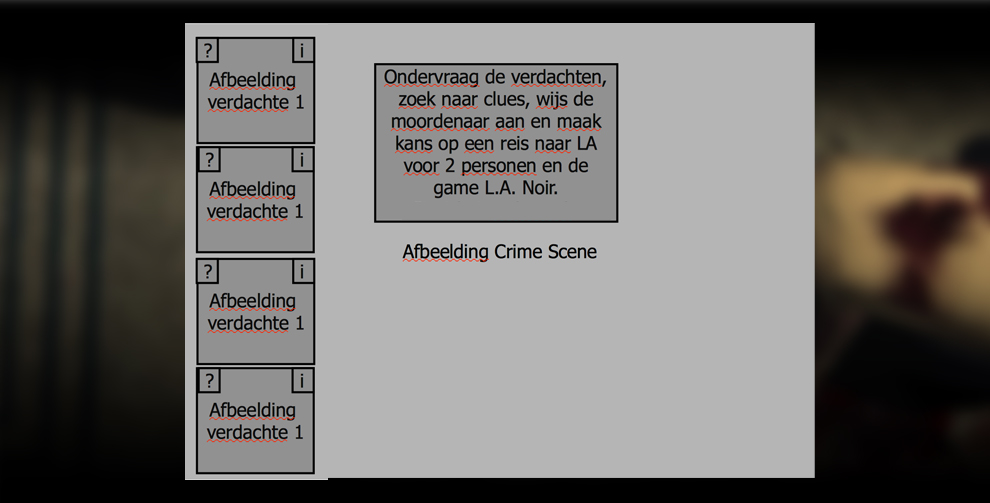 ? i
Afbeelding
verdachte 1
? i
Afbeelding
verdachte 1
? i
Afbeelding
verdachte 1
? i
Afbeelding
verdachte 1
Ondervraag de verdachten,
zoek naar clues, wijs de
moordenaar aan en maak
kans op een reis naar LA
voor 2 personen en de
game L.A. Noir.
Afbeelding Crime Scene